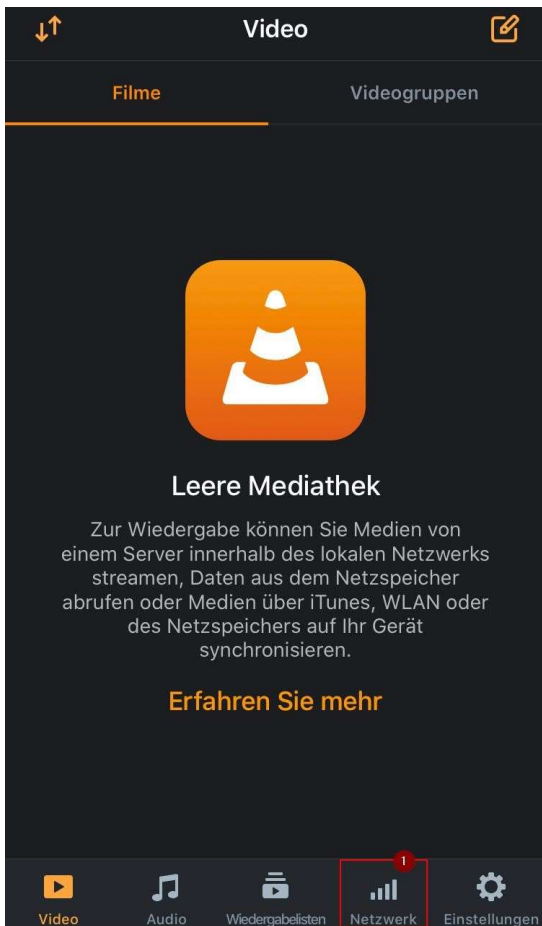 Video
Filme
Videogruppen
Leere Mediathek
Zur Wiedergabe können Sie Medien von
einem Server innerhalb des lokalen Netzwerks
streamen, Daten aus dem Netzspeicher
abrufen oder Medien über iTunes, WLAN oder
des Netzspeichers auf Ihr Gerät
synchronisieren.
Erfahren Sie mehr
1
Video
Audio
Wiedergabelisten
Netzwerk
Einstellungen